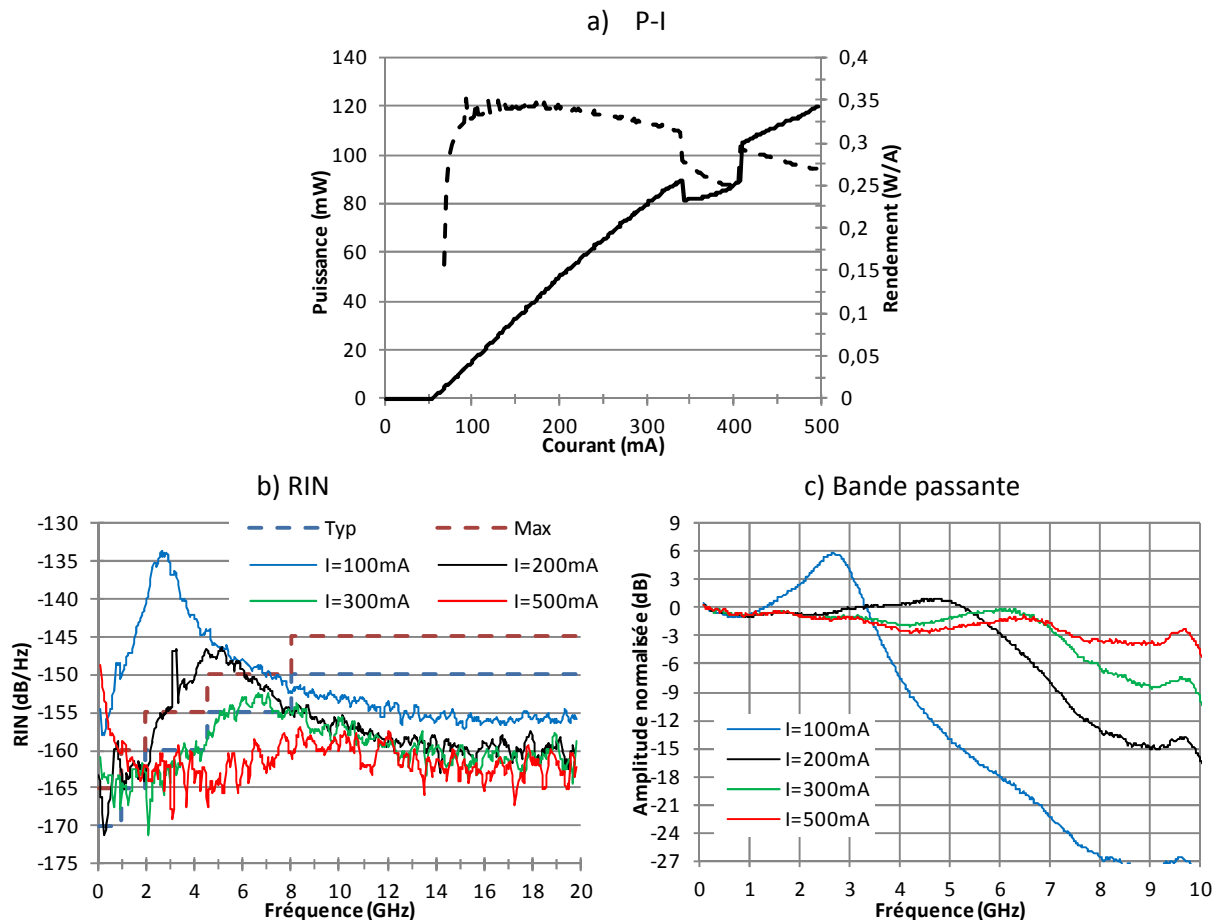 a) P-I
140
120
100
80
60
40
20
0
Puissance (mW)
0,4
0,35
0,3
0,25
0,2
0,15
0,1
0,05
0
Rendement (W/A)
0 100 200 300 400 500
Courant (mA)
b) RIN
-130
-135
-140
-145
-150
-155
-160
-165
-170
-175
RIN (dB/Hz)
Typ Max
I=100mA I=200mA
I=300mA I=500mA
0 2 4 6 8 10 12 14 16 18 20
Fréquence (GHz)
c) Bande passante
9
6
3
0
-3
-6
-9
-12
-15
-18
-21
-24
-27
Amplitude normalisée (dB)
I=100mA
I=200mA
I=300mA
I=500mA
0 1 2 3 4 5 6 7 8 9 10
Fréquence (GHz)